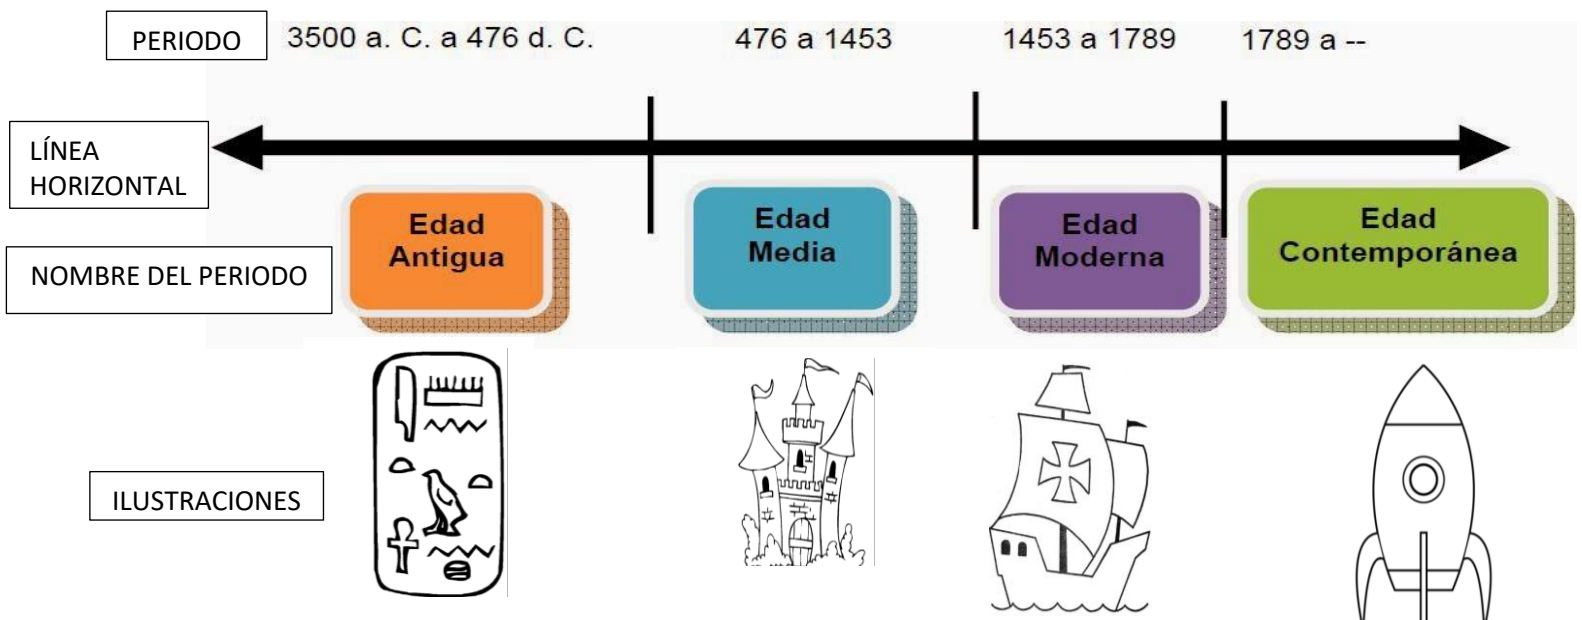 PERIODO
3500 a. C. a 476 d. C.
476 a 1453
1453 a 1789
1789 a --
LÍNEA
HORIZONTAL
Edad
Antigua
Edad
Media
Edad
Moderna
Edad
Contemporánea
NOMBRE DEL PERIODO
ILUSTRACIONES